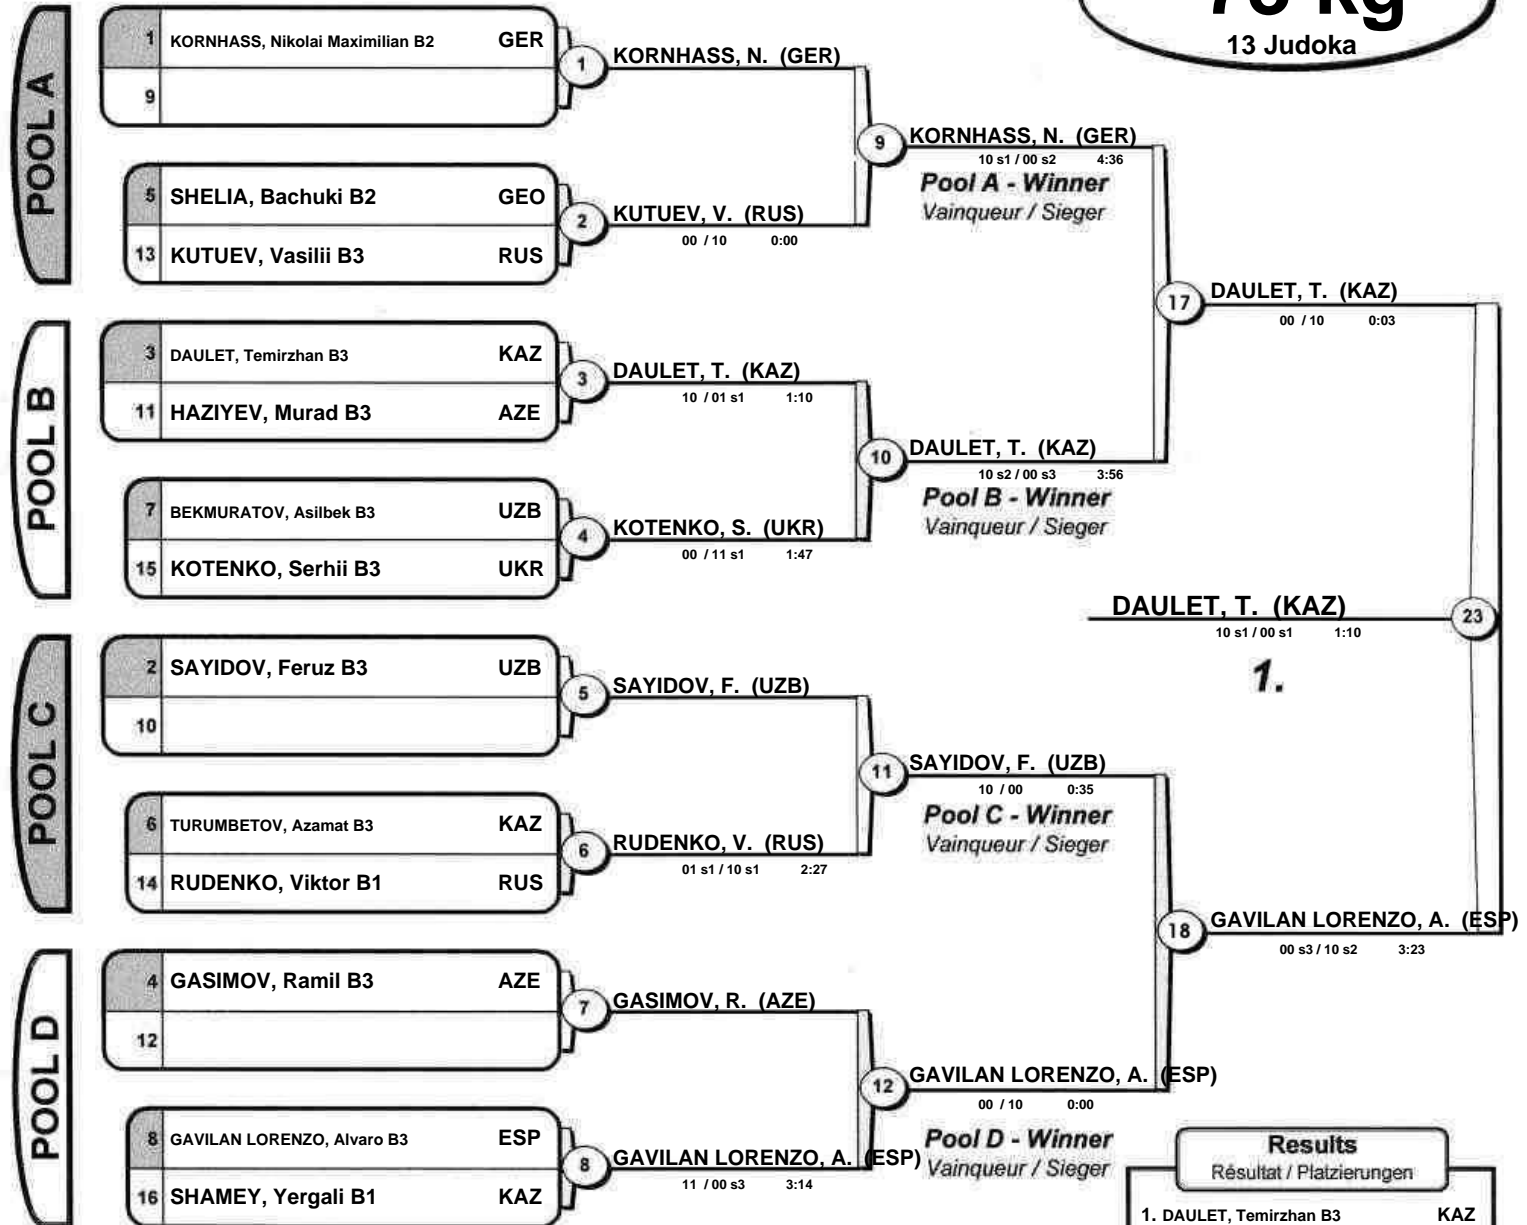 13 Judoka
POOL A
1 KORNHASS, Nikolai Maximilian B2 GER
9
1 KORNHASS, N. (GER)
5 SHELIA, Bachuki B2 GEO
13 KUTUEV, Vasilii B3 RUS
2 KUTUEV, V. (RUS)
00 / 10 0:00
9 KORNHASS, N. (GER)
10 s1 / 00 s2 4:36
Pool A - Winner
Vainqueur / Sieger
POOL B
3 DAULET, Temirzhan B3 KAZ
11 HAZIYEV, Murad B3 AZE
3 DAULET, T. (KAZ)
10 / 01 s1 1:10
7 BEKMURATOV, Asilbek B3 UZB
15 KOTENKO, Serhii B3 UKR
4 KOTENKO, S. (UKR)
00 / 11 s1 1:47
10 DAULET, T. (KAZ)
10 s2 / 00 s3 3:56
Pool B - Winner
Vainqueur / Sieger
17 DAULET, T. (KAZ)
00 / 10 0:03
POOL C
2 SAYIDOV, Feruz B3 UZB
10
5 SAYIDOV, F. (UZB)
6 TURUMBETOV, Azamat B3 KAZ
14 RUDENKO, Viktor B1 RUS
6 RUDENKO, V. (RUS)
01 s1 / 10 s1 2:27
11 SAYIDOV, F. (UZB)
10 / 00 0:35
Pool C - Winner
Vainqueur / Sieger
POOL D
4 GASIMOV, Ramil B3 AZE
12
7 GASIMOV, R. (AZE)
8 GAVILAN LORENZO, Alvaro B3 ESP
16 SHAMEY, Yergali B1 KAZ
8 GAVILAN LORENZO, A. (ESP)
11 / 00 s3 3:14
12 GAVILAN LORENZO, A. (ESP)
00 / 10 0:00
Pool D - Winner
Vainqueur / Sieger
18 GAVILAN LORENZO, A. (ESP)
00 s3 / 10 s2 3:23
DAULET, T. (KAZ) 23
10 s1 / 00 s1 1:10
1.
Results
Résultat / Platzierungen
1. DAULET, Temirzhan B3 KAZ